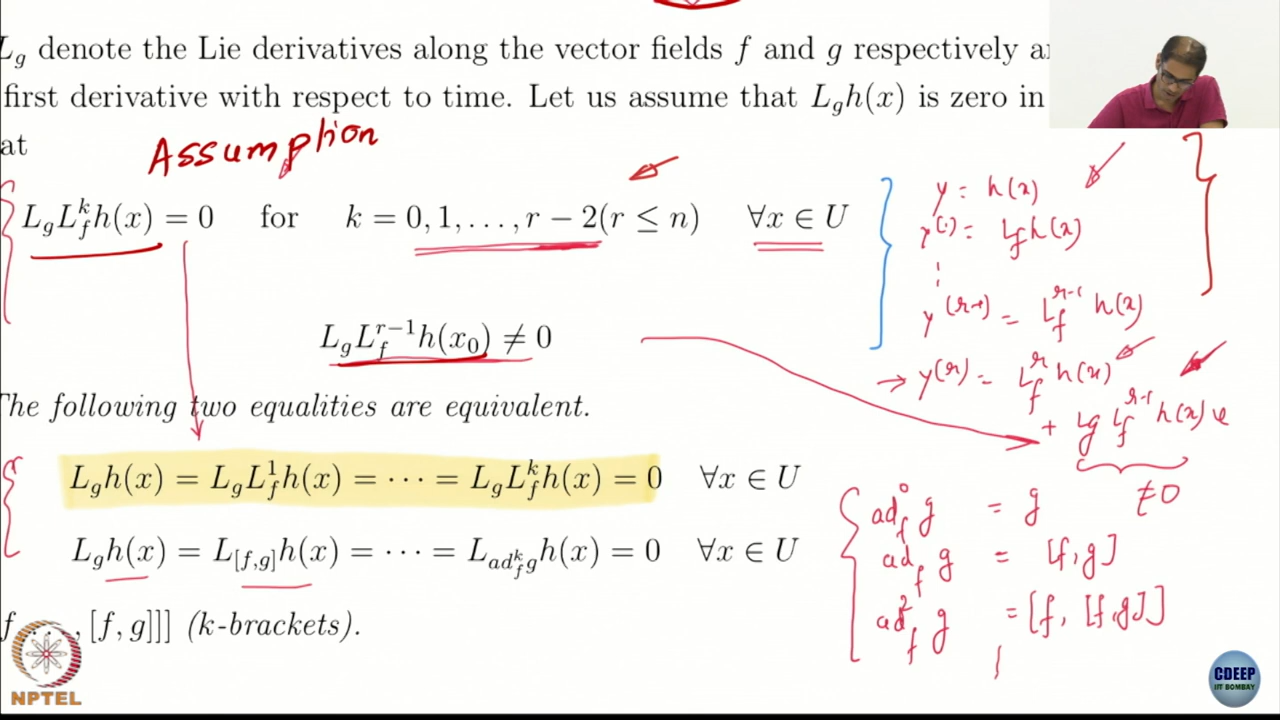 L_g denote the Lie derivatives along the vector fields f and g respectively a
first derivative with respect to time. Let us assume that L_g h(x) is zero in
at
Assumption
L_g L_f^k h(x) = 0 for k = 0, 1, . . . , r − 2(r ≤ n) ∀x ∈ U
L_g L_f^{r−1} h(x_0) ≠ 0
The following two equalities are equivalent.
L_g h(x) = L_g L_f^1 h(x) = · · · = L_g L_f^k h(x) = 0 ∀x ∈ U
L_g h(x) = L_{[f,g]} h(x) = · · · = L_{ad_f^k g} h(x) = 0 ∀x ∈ U
f . . . , [f, g]]] (k-brackets).
y = h(x)
y^{(1)} = L_f h(x)
⋮
y^{(r-1)} = L_f^{r-1} h(x)
→ y^{(r)} = L_f^r h(x)
+ L_g L_f^{r-1} h(x) u
≠0
ad_f^0 g = g
ad_f g = [f,g]
ad_f^2 g = [f, [f,g]]
NPTEL
CDEEP
IIT BOMBAY